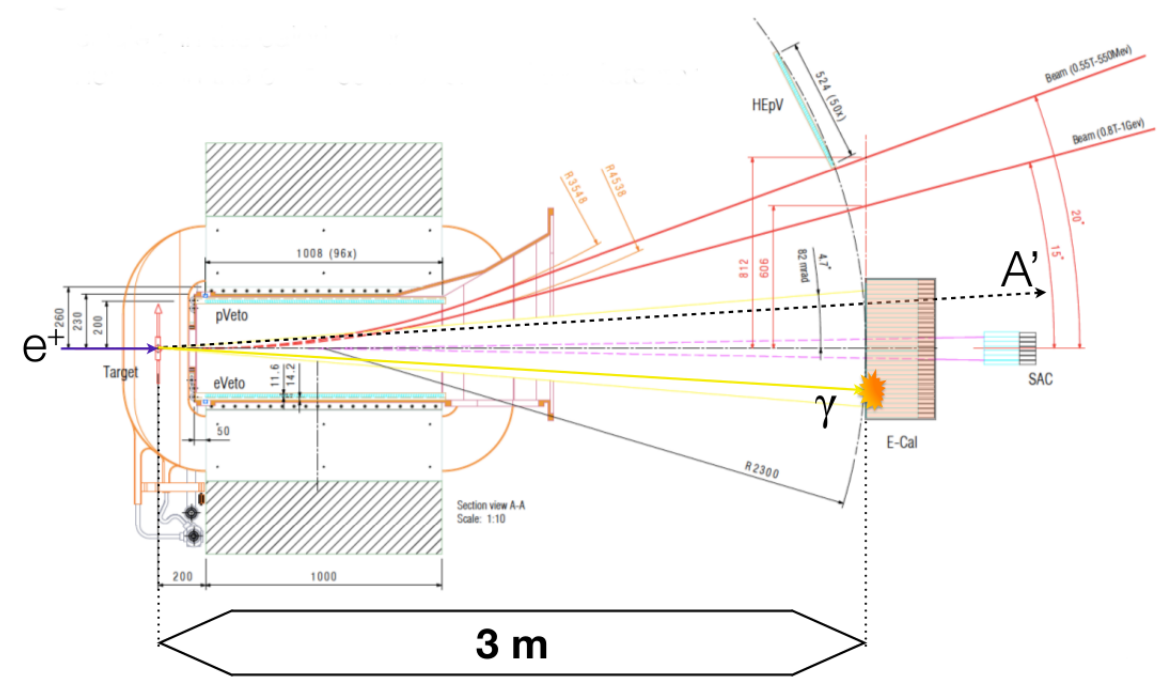 HEpV
524 (50x)
Beam (0.55T-550Mev)
Beam (0.8T-1Gev)
R3548
R4538
20°
15°
812
606
82 mrad
4.7°
1008 (96x)
260
230
200
pVeto
A’
e+
Target
eVeto
11.6
14.2
SAC
γ
E-Cal
50
R2300
Section view A-A
Scale: 1:10
200
1000
3 m